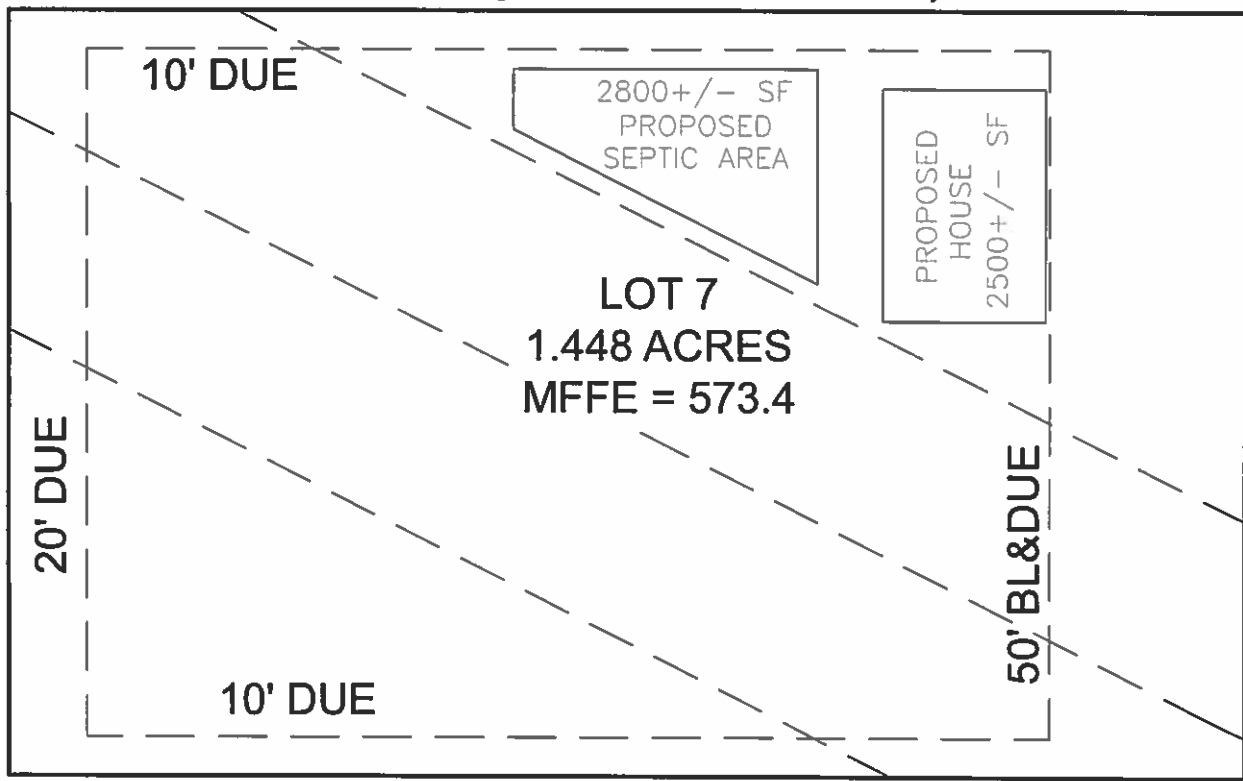 10' DUE
2800+/- SF
PROPOSED
SEPTIC AREA
PROPOSED
HOUSE
2500+/- SF
LOT 7
1.448 ACRES
MFFE = 573.4
20' DUE
50' BL&DUE
10' DUE